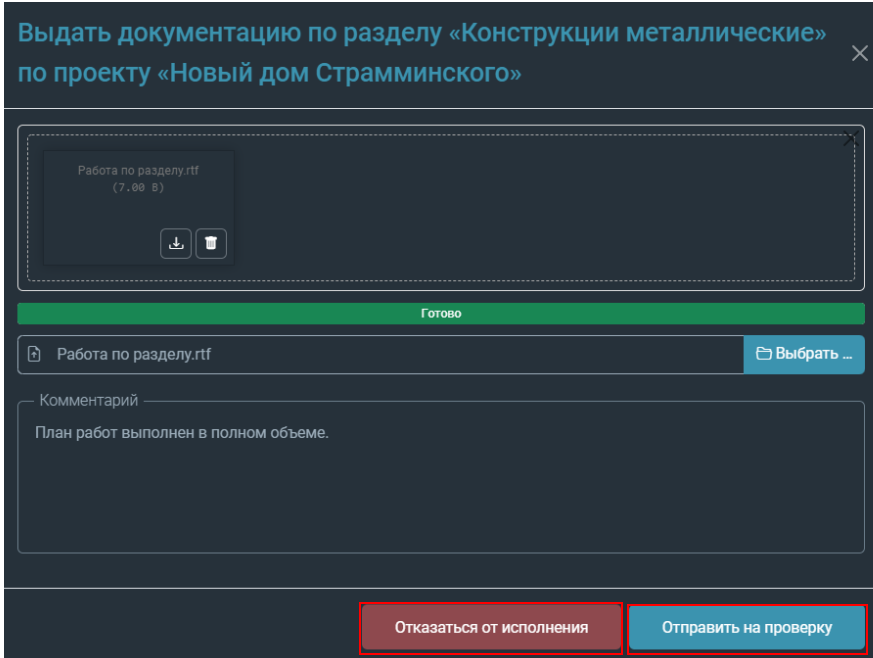 Выдать документацию по разделу «Конструкции металлические»
по проекту «Новый дом Страмминского»
Работа по разделу.rtf
(7.00 B)
Готово
Работа по разделу.rtf
Выбрать ...
Комментарий
План работ выполнен в полном объеме.
Отказаться от исполнения
Отправить на проверку